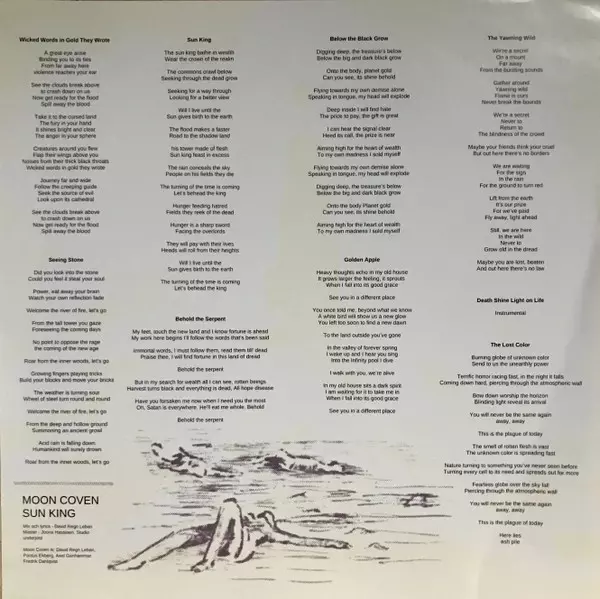 Wicked Words in Gold They Wrote
A great eye alone
Binding you to its ties
From far away here
violence reaches your ear
See the clouds break above
to crash down on us
Now get ready for the flood
Spill away the blood
Take it to the cursed land
The fury in your hand
It shines bright and clear
The anger in your sphere
Creatures around you flee
Flap their wings above you
Noises from their thick black throats
Wicked words in gold they wrote
Journey far and wide
Follow the creeping guide
Seek the source of evil
Look upon its cathedral
See the clouds break above
to crash down on us
Now get ready for the flood
Spill away the blood
Seeing Stone
Did you look into the stone
Could you feel it steal your soul
Power, eat away your brain
Watch your own reflection fade
Welcome the river of fire, let's go
From the tall tower you gaze
Foreseeing the coming days
No point to oppose the rage
the coming of the new age
Rose from the inner yards, let's go
Growing fingers playing tricks
Build your blocks and move your bricks
The weather is turning sour
Wheel of steel turn round and round
Welcome the river of fire, let's go
From the deep and hollow ground
Summoning an ancient growl
Acid rain is falling down
Humankind will surely drown
Rose from the inner yards, let's go
MOON COVEN
SUN KING
Mix och lyrics - David Regn Leban
Master - Joona Hassinen, Studio
underjord
Moon Coven is: David Regn Leban,
Pontus Ekberg, Axel Ganhammar
Fredrik Dahlqvist
Sun King
The sun king bathe in wealth
Wear the crown of the realm
The commons crawl below
Seeking through the dead grow
Seeking for a way through
Looking for a better view
Will I live until the
Sun gives birth to the earth
The flood makes a faster
Road to the shadow land
his tower made of flesh
Sun king feast in excess
The rain conceals the sky
People on his fields they die
The turning of the time is coming
Let's behead the king
Hunger feeding hatred
Fields they seek of the dead
Hunger is a sharp sword
Facing the overlords
They will pay with their lives
Heads will roll from their heights
Will I live until the
Sun gives birth to the earth
The turning of the time is coming
Let's behead the king
Behold the Serpent
My feet, touch the new land and I know fortune is ahead
My work here begins I'll follow the words that's been said
Immortal words, I must follow them, read them till' dead
Praise thee, I will find fortune in this land of dread
Behold the serpent
But in my search for wealth all I can see, rotten beings
Harvest turns black and everything is dead, All hope disease
Have you forsaken me now when I need you the most
Oh, Satan is everywhere. He'll eat me whole. Behold
Behold the serpent
Below the Black Grow
Digging deep, the treasure's below
Below the big and dark black grow
Onto the body, planet gold
Can you see, its shine behold
Flying towards my own demise alone
Speaking in tongue, my head will explode
Deep inside I will find hale
The price to pay, the gift is great
I can hear the signal clear
Heed its call, the prize is near
Aiming high for the heart of wealth
To my own madness I sold myself
Flying towards my own demise alone
Speaking in tongue, my head will explode
Digging deep, the treasure's below
Below the big and dark black grow
Onto the body Planet gold
Can you see, its shine behold
Aiming high for the heart of wealth
To my own madness I sold myself
Golden Apple
Heavy thoughts echo in my old house
It grows larger the feeling, it sprouts
When I fall into its good grace
See you in a different place
You once told me, beyond what we know
A white bird will show us a new glow
You left too soon to find a new dawn
To the land outside you've gone
In the valley of forever spring
I wake up and I hear you sing
Into the Infinity pool I dive
I walk with you, we're alive
In my old house sits a dark spirit
I am waiting for it to take me in
When I fall into its good grace
See you in a different place
The Yawning Wild
We're a secret
On a mount
Far away
From the bustling sounds
Gather around
Yawning wild
Flame is ours
Never break the bounds
We're a secret
Never to
Return to
The blindness of the crowd
Maybe your friends think your crowd
But out here there's no borders
We are waiting
For the sign
In the rain
For the ground to turn red
Lift from the earth
It's our prize
For we've paid
Fly away, light ahead
Still, we are here
In the wild
Never to
Grow old in the dread
Maybe you are lost, beaten
And out here there's no law
Death Shine Light on Life
Instrumental
The Lost Color
Burning globe of unknown color
Send to us the unearthly power
Terrific horror racing fast, in the night it falls
Coming down hard, piercing through the atmospheric wall
Bow down worship the horizon
Blinding light reveal its arrival
You will never be the same again
away, away
This is the plague of today
The smell of rotten flesh is vast
The unknown color is spreading fast
Nature turning to something you've never seen before
Turning every cell to its need and spreads out for more
Fearless globe over the sky fall
Piercing through the atmospheric wall
You will never be the same again
away, away
This is the plague of today
Here lies
ash pile